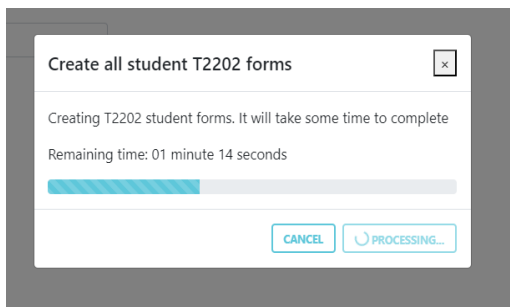 Create all student T2202 forms
×
Creating T2202 student forms. It will take some time to complete
Remaining time: 01 minute 14 seconds
CANCEL
PROCESSING...